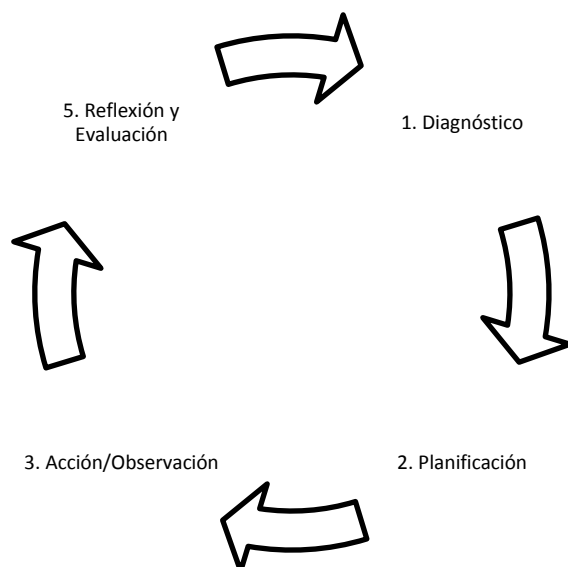 5. Reflexión y
Evaluación
1. Diagnóstico
3. Acción/Observación
2. Planificación